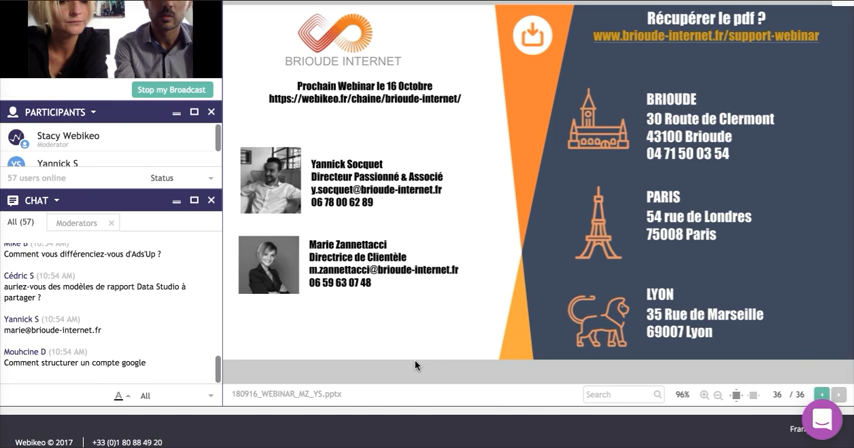 Stop my Broadcast
PARTICIPANTS
Stacy Webikeo
Moderator
YS
Yannick S
57 users online
Status
CHAT
All (57)
Moderators
Mike B (10:54 AM)
Comment vous différenciez-vous d'AdsUp ?
Cédric S (10:54 AM)
auriez-vous des modèles de rapport Data Studio à
partager ?
Yannick S (10:54 AM)
marie@brioude-internet.fr
Mouhcine D (10:54 AM)
Comment structurer un compte google
A
All
BRIOUDE INTERNET
Prochain Webinar le 16 Octobre
https://webikeo.fr/chaine/brioude-internet/
Yannick Socquet
Directeur Passionné & Associé
y.socquet@brioude-internet.fr
06 78 00 62 89
Marie Zannettacci
Directrice de Clientèle
m.zannettacci@brioude-internet.fr
06 59 63 07 48
Récupérer le pdf ?
www.brioude-internet.fr/support-webinar
BRIOUDE
30 Route de Clermont
43100 Brioude
04 71 50 03 54
PARIS
54 rue de Londres
75008 Paris
LYON
35 Rue de Marseille
69007 Lyon
180916_WEBINAR_MZ_YS.pptx
Search
96%
36 / 36
Webikeo © 2017
+33 (0)1 80 88 49 20